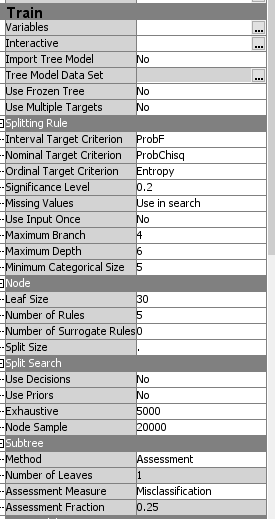 Train
Variables ...
Interactive ...
Import Tree Model No
Tree Model Data Set ...
Use Frozen Tree No
Use Multiple Targets No
Splitting Rule
Interval Target Criterion ProbF
Nominal Target Criterion ProbChisq
Ordinal Target Criterion Entropy
Significance Level 0.2
Missing Values Use in search
Use Input Once No
Maximum Branch 4
Maximum Depth 6
Minimum Categorical Size 5
Node
Leaf Size 30
Number of Rules 5
Number of Surrogate Rules 0
Split Size .
Split Search
Use Decisions No
Use Priors No
Exhaustive 5000
Node Sample 20000
Subtree
Method Assessment
Number of Leaves 1
Assessment Measure Misclassification
Assessment Fraction 0.25